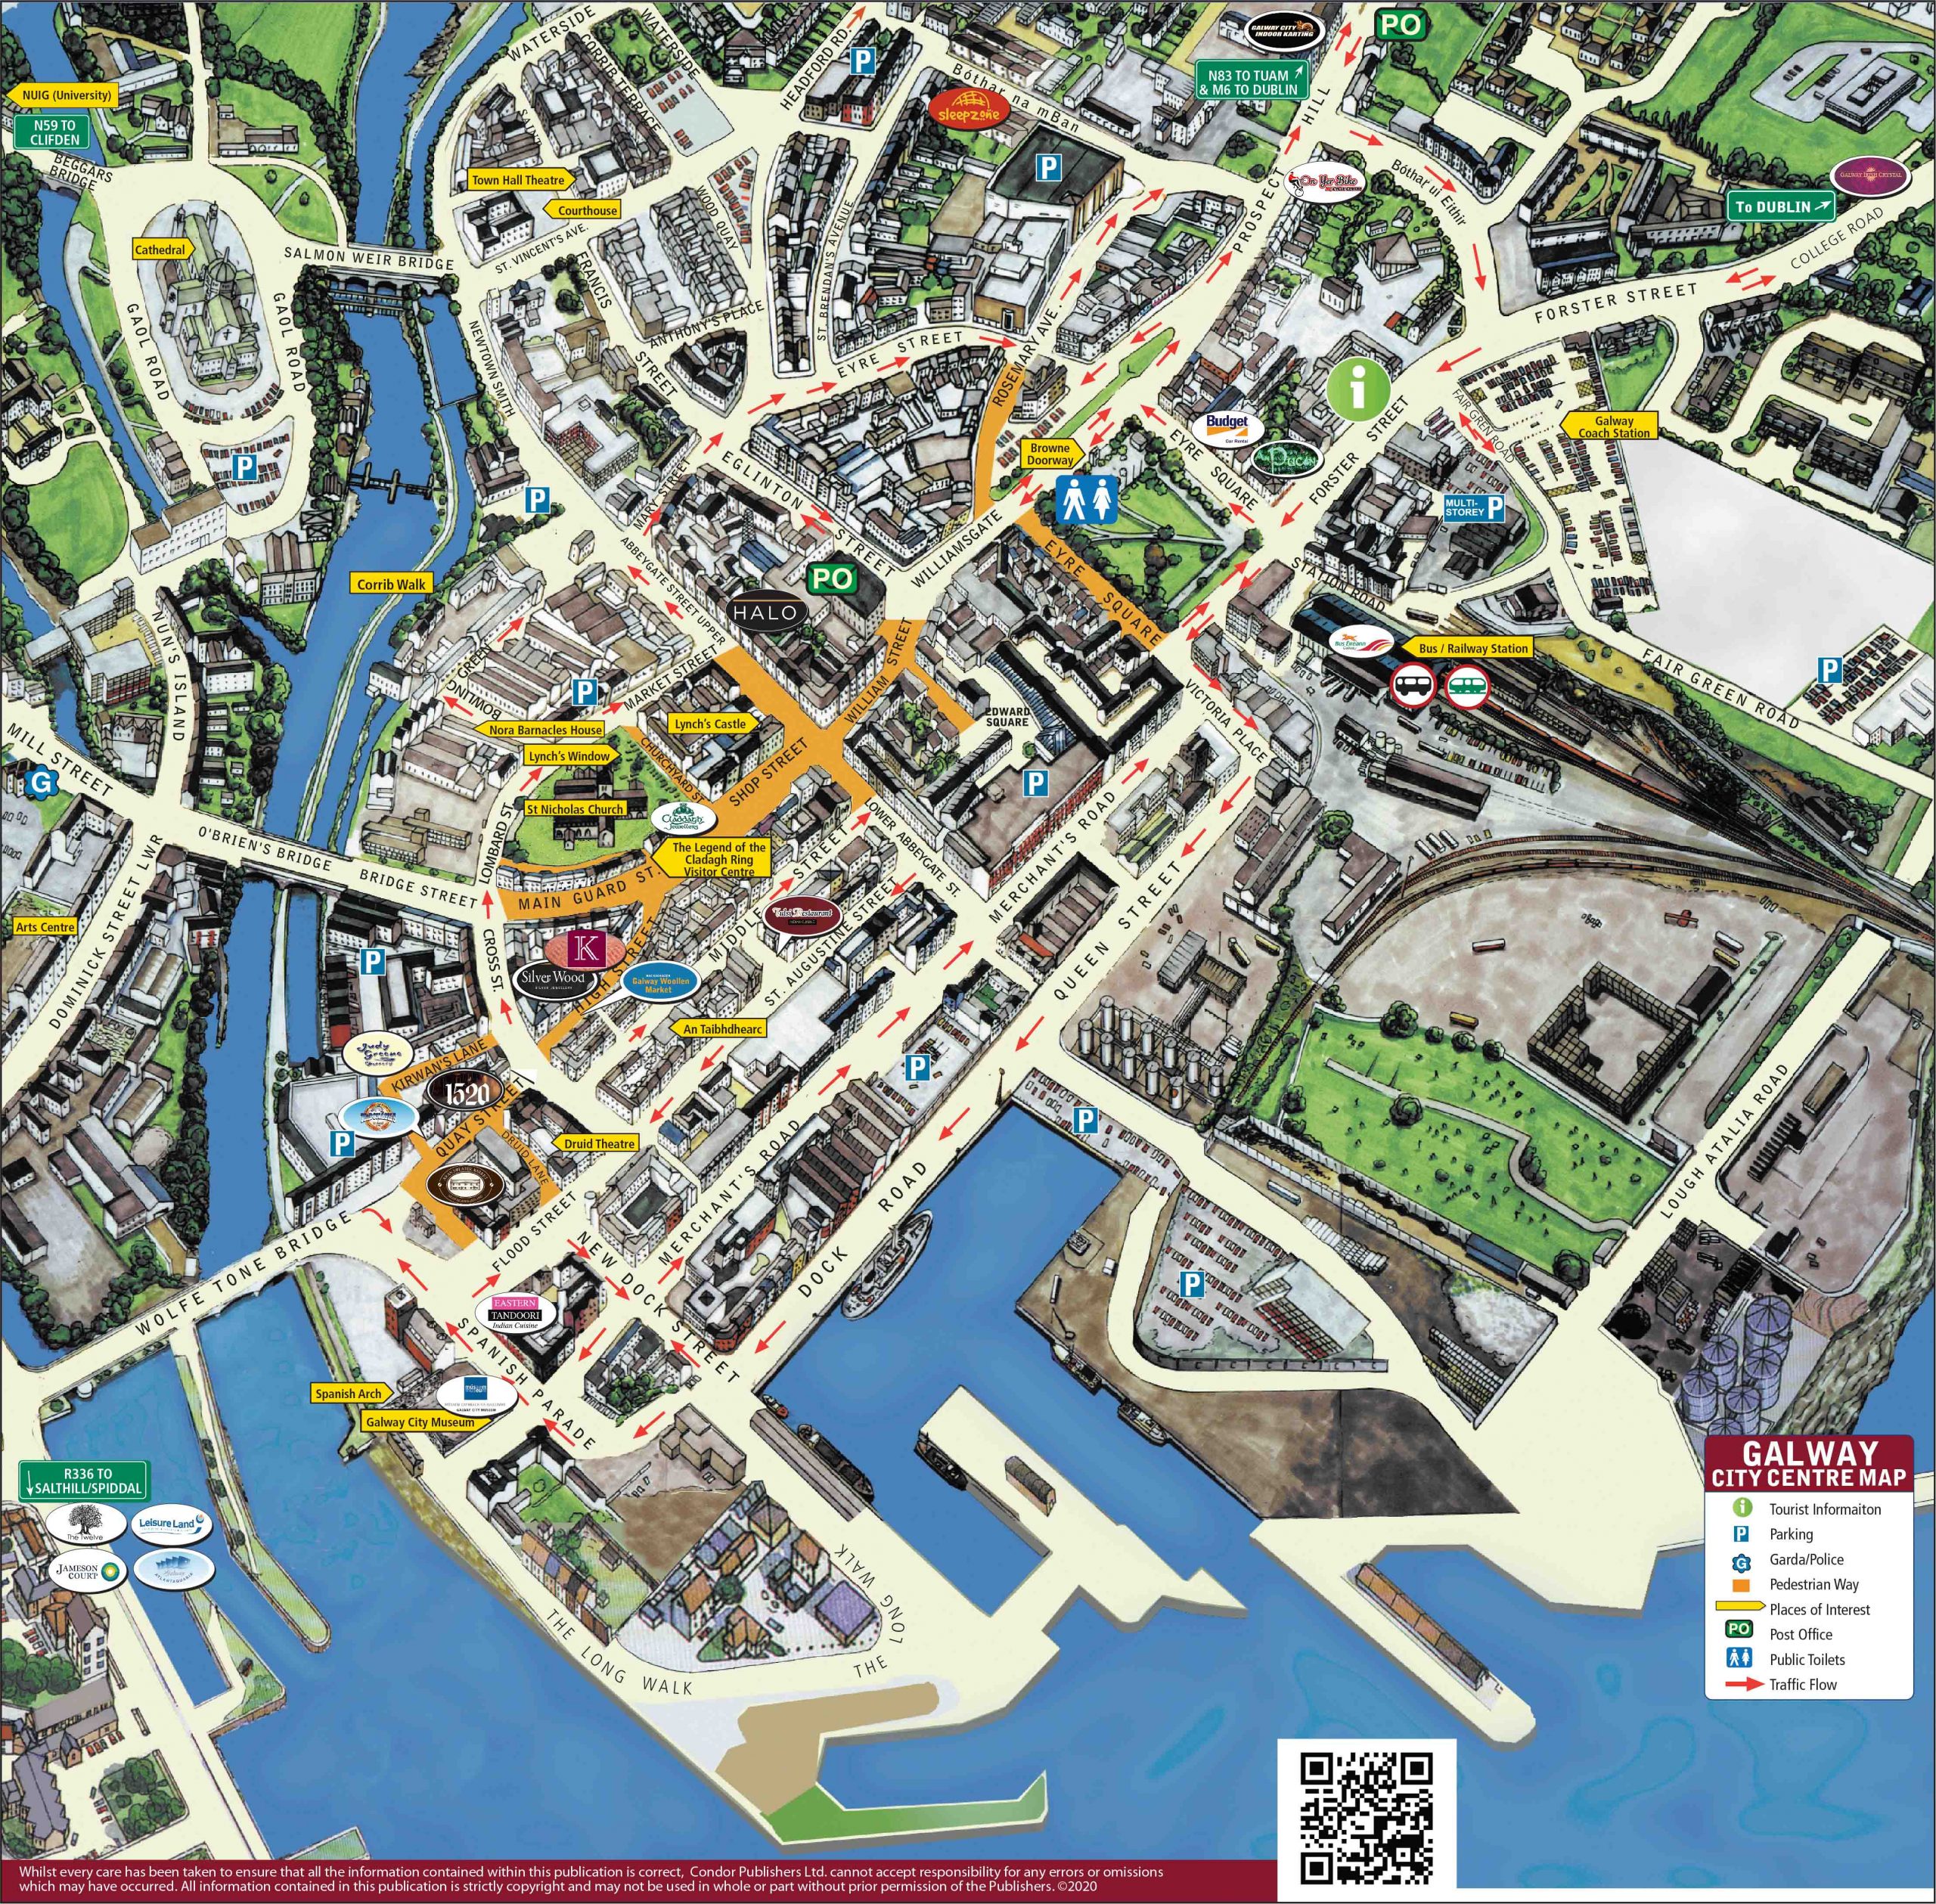 WATERSIDE
CORRIB TERRACE
WATERSIDE
HEADFORD RD.
P
GALWAY CITY
INDOOR KARTING
PO
N83 TO TUAM
& M6 TO DUBLIN
NUIG (University)
N59 TO
CLIFDEN
BEGGARS
BRIDGE
Bóthar na mBan
sleepzone
P
PROSPECT HILL
On Yer Bike
Bóthar uí Eithir
GALWAY IRISH CRYSTAL
To DUBLIN
COLLEGE ROAD
Town Hall Theatre
Courthouse
ST. VINCENT'S AVE.
WOOD QUAY
ST. BRENDAN'S AVENUE
Cathedral
SALMON WEIR BRIDGE
GAOL ROAD
GAOL ROAD
NEWTOWN SMITH
FRANCIS STREET
ANTHONY'S PLACE
EYRE STREET
ROSEMARY AVE.
FORSTER STREET
i
FAIR GREN ROAD
Galway
Coach Station
Budget
Car Rental
An Púcán
Browne
Doorway
EYRE SQUARE
FORSTER STREET
P
P
MARY STREET
EGLINTON STREET
WILLIAMSGATE
MULTI-
STOREY P
ABBEYGATE STREET UPPER
PO
HALO
EYRE SQUARE
STATION ROAD
Corrib Walk
Bus Éireann
Bus / Railway Station
FAIR GREEN ROAD
P
NUN'S ISLAND
BOWLING GREEN
P
MARKET STREET
WILLIAM STREET
EDWARD
SQUARE
VICTORIA PLACE
Nora Barnacles House
Lynch's Castle
Lynch's Window
CHURCHYARD ST
SHOP STREET
P
MILL STREET
G
St Nicholas Church
Claddagh
Jewellers
LOMBARD ST.
O'BRIEN'S BRIDGE
BRIDGE STREET
The Legend of the
Cladagh Ring
Visitor Centre
MAIN GUARD ST.
LOWER ABBEYGATE ST.
MERCHANT'S ROAD
QUEEN STREET
Arts Centre
DOMINICK STREET LWR
P
CROSS ST.
K
Silver Wood
HIGH STREET
Galway Woollen
Market
MIDDLE STREET
ST. AUGUSTINE STREET
An Taibhdhearc
Judy
Greene
Pottery
KIRWAN'S LANE
1520
P
P
P
QUAY STREET
DRUID LANE
Druid Theatre
MERCHANT'S ROAD
DOCK ROAD
LOUGH ATALIA ROAD
WOLFE TONE BRIDGE
FLOOD STREET
NEW DOCK STREET
P
EASTERN
TANDOORI
Indian Cuisine
SPANISH PARADE
Spanish Arch
GALWAY CITY MUSEUM
Galway City Museum
R336 TO
SALTHILL/SPIDDAL
The Twelve
Leisure Land
JAMESON
COURT
THE LONG WALK
THE LONG WALK
GALWAY
CITY CENTRE MAP
i Tourist Informaiton
P Parking
G Garda/Police
Pedestrian Way
Places of Interest
PO Post Office
Public Toilets
Traffic Flow
Whilst every care has been taken to ensure that all the information contained within this publication is correct, Condor Publishers Ltd. cannot accept responsibility for any errors or omissions
which may have occurred. All information contained in this publication is strictly copyright and may not be used in whole or part without prior permission of the Publishers. ©2020